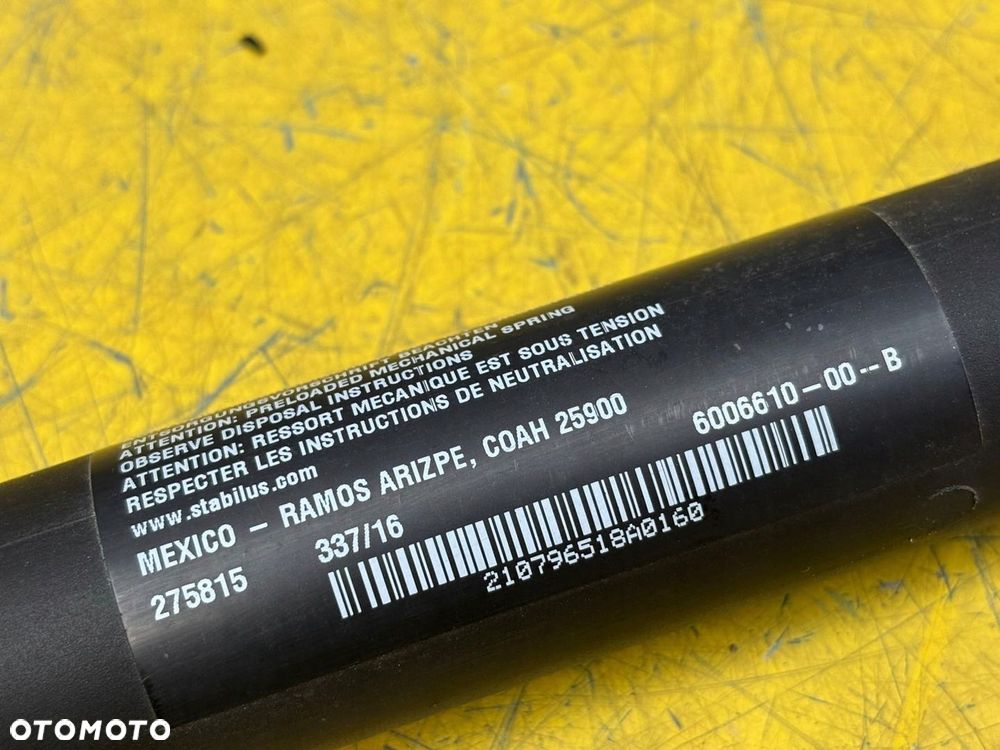 ENTSORGUNGSVORSCHRIFT BEACHTEN
ATTENTION: PRELOADED MECHANICAL SPRING
OBSERVE DISPOSAL INSTRUCTIONS
ATTENTION: RESSORT MECANIQUE EST SOUS TENSION
RESPECTER LES INSTRUCTIONS DE NEUTRALISATION
www.stabilus.com
MEXICO - RAMOS ARIZPE, COAH 25900
275815 337/16 6006610-00--B
210796518A0160
OTOMOTO